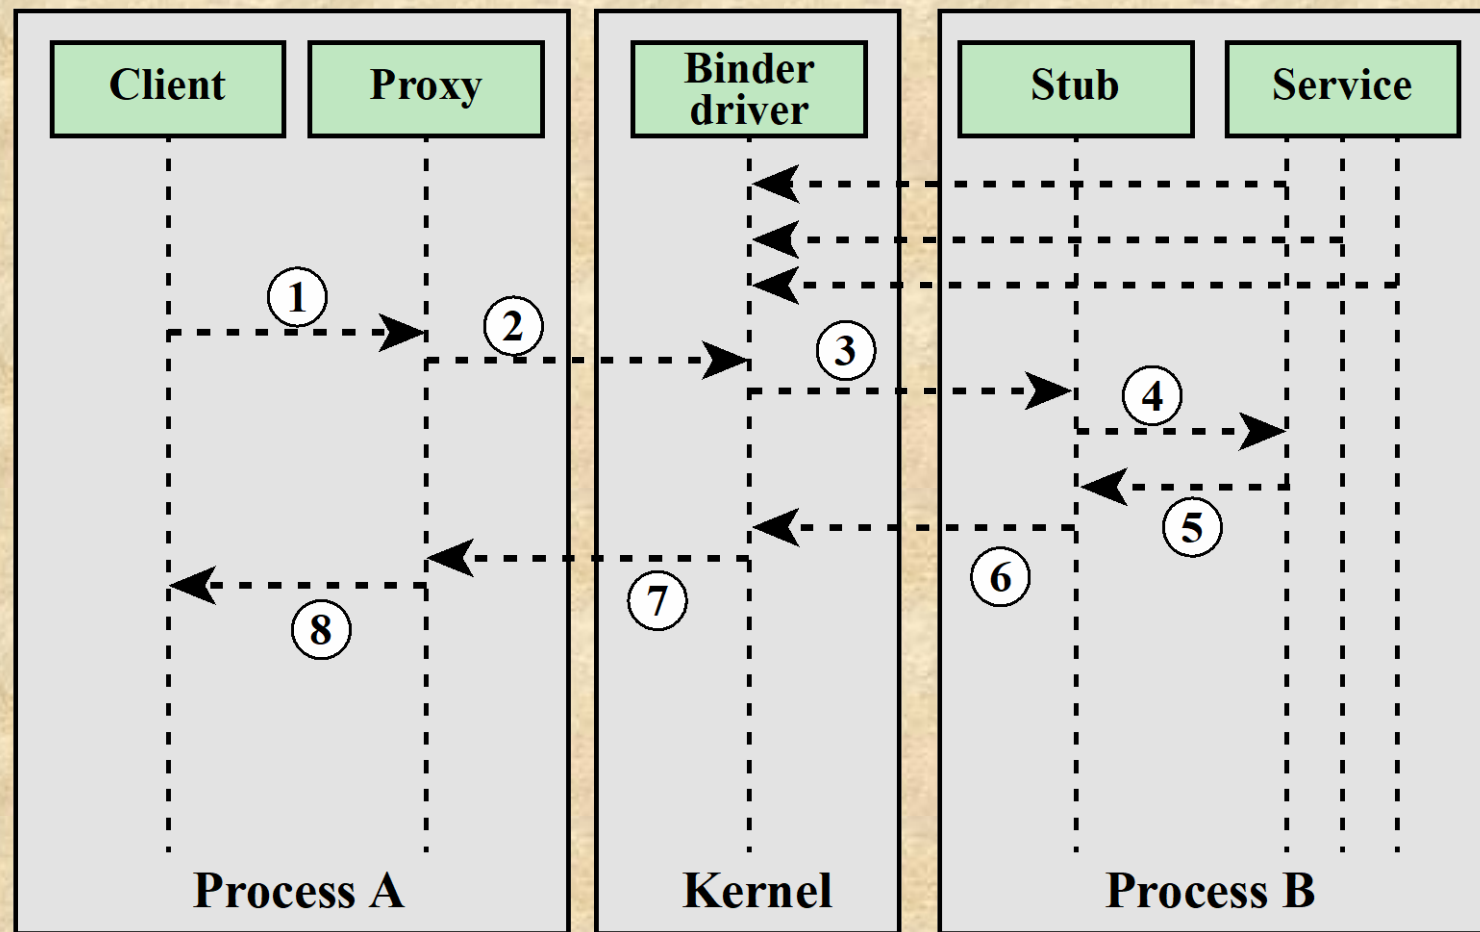 Client
Proxy
Binder
driver
Stub
Service
1
2
3
4
5
6
7
8
Process A
Kernel
Process B